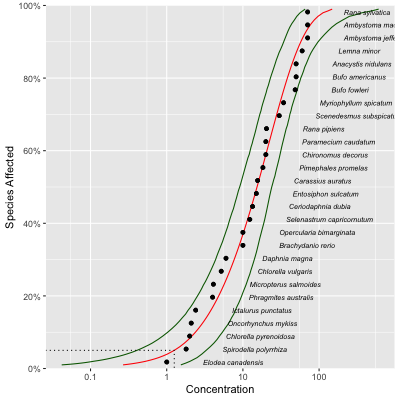 100%
80%
60%
40%
20%
0%
Species Affected
Rana sylvatica
Ambystoma
Ambystoma
Lemna minor
Anacystis nidulans
Bufo americanus
Bufo fowleri
Myriophyllum spicatum
Scenedesmus
Rana pipiens
Paramecium caudatum
Chironomus decorus
Pimephales promelas
Carassius auratus
Entosiphon sulcatum
Ceriodaphnia dubia
Selenastrum capricornutum
Opercularia bimarginata
Brachydanio rerio
Daphnia magna
Chlorella vulgaris
Micropterus salmoides
Phragmites australis
Ictalurus punctatus
Oncorhynchus mykiss
Chlorella pyrenoidosa
Spirodella polyrrhiza
Elodea canadensis
0.1
1
10
100
Concentration